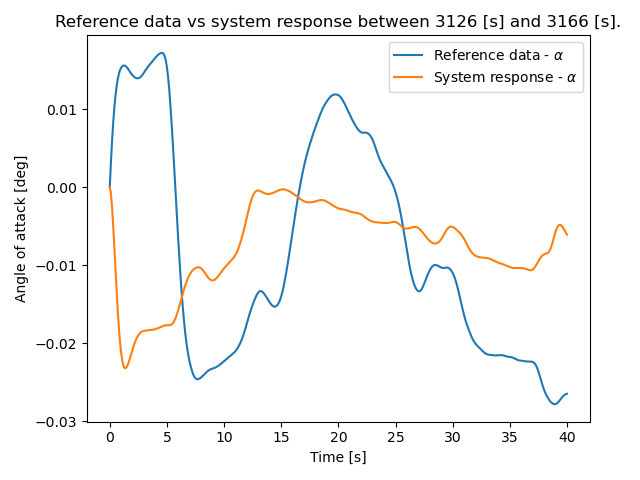 Reference data vs system response between 3126 [s] and 3166 [s].
Reference data - α
System response - α
Angle of attack [deg]
0.01
0.00
−0.01
−0.02
−0.03
0 5 10 15 20 25 30 35 40
Time [s]